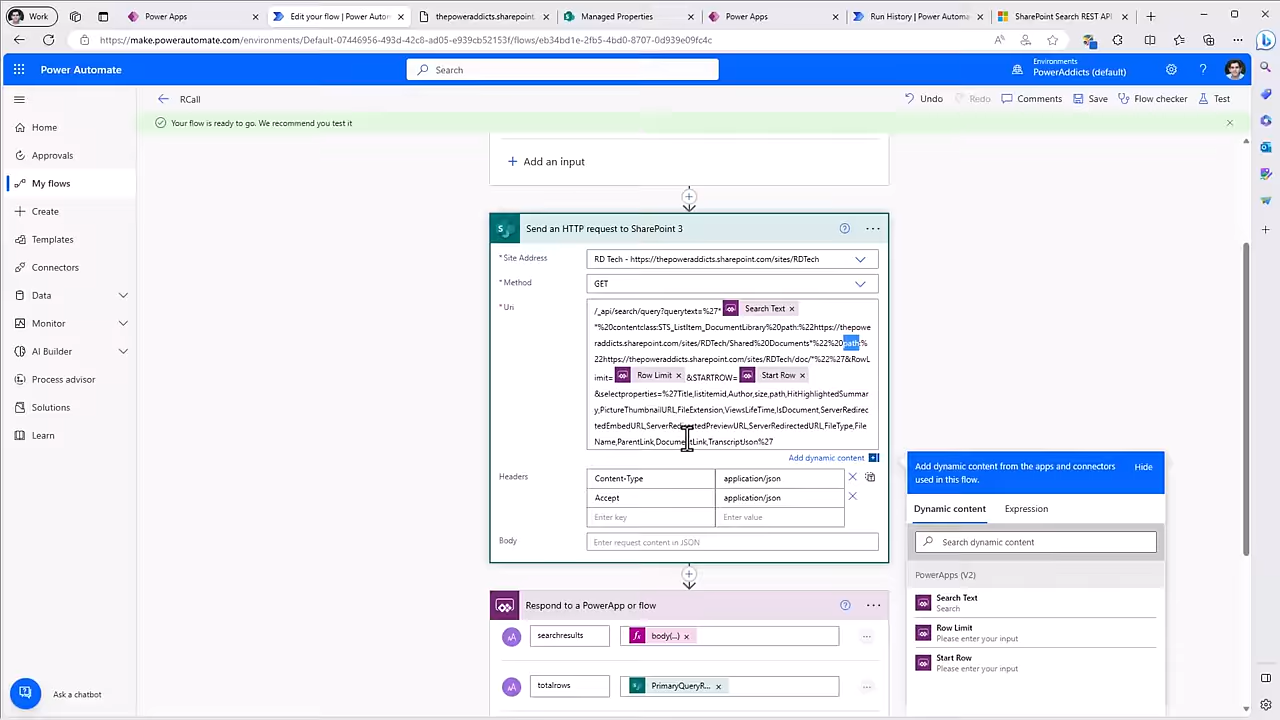 Work
Power Apps
Edit your flow | Power Automate
thepoweraddicts.sharepoint
Managed Properties
Power Apps
Run History | Power Automate
SharePoint Search REST API
https://make.powerautomate.com/environments/Default-07446956-493d-42c8-ad05-e939cb52153f/flows/eb34bd1e-2fb5-4bd0-8707-0d939e09fc4c
Power Automate
Search
Environments
PowerAddicts (default)
RCall
Undo
Redo
Comments
Save
Flow checker
Test
Your flow is ready to go. We recommend you test it
Home
Approvals
My flows
Create
Templates
Connectors
Data
Monitor
AI Builder
Process advisor
Solutions
Learn
Ask a chatbot
Add an input
Send an HTTP request to SharePoint 3
* Site Address
RD Tech - https://thepoweraddicts.sharepoint.com/sites/RDTech
* Method
GET
* Uri
/_api/search/query?querytext=%27* Search Text
*%20contentclass:STS_ListItem_DocumentLibrary%20path:%22https://thepowe
raddicts.sharepoint.com/sites/RDTech/Shared%20Documents*%22%20path:%
22https://thepoweraddicts.sharepoint.com/sites/RDTech/doc/*%22%27&RowL
imit= Row Limit &STARTROW= Start Row
&selectproperties=%27Title,listitemid,Author,size,path,HitHighlightedSummar
y,PictureThumbnailURL,FileExtension,ViewsLifeTime,IsDocument,ServerRedirec
tedEmbedURL,ServerRedirectedPreviewURL,ServerRedirectedURL,FileType,File
Name,ParentLink,DocumentLink,TranscriptJson%27
Add dynamic content
Headers
Content-Type
application/json
Accept
application/json
Enter key
Enter value
Body
Enter request content in JSON
Respond to a PowerApp or flow
searchresults
body(...)
totalrows
PrimaryQueryR...
Add dynamic content from the apps and connectors
used in this flow.
Hide
Dynamic content
Expression
Search dynamic content
PowerApps (V2)
Search Text
Search
Row Limit
Please enter your input
Start Row
Please enter your input